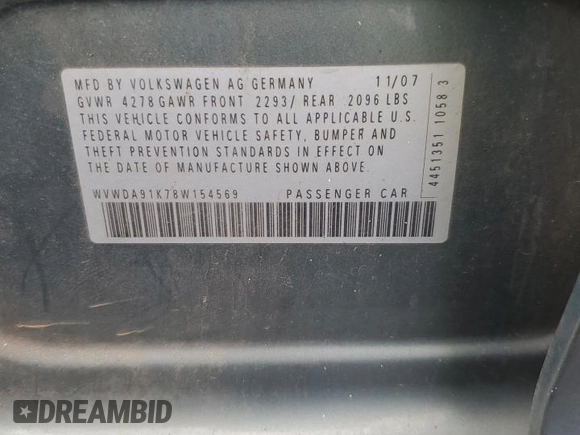 MFD BY VOLKSWAGEN AG GERMANY 11/07
GVWR 4278 GAWR FRONT 2293/ REAR 2096 LBS
THIS VEHICLE CONFORMS TO ALL APPLICABLE U.S.
FEDERAL MOTOR VEHICLE SAFETY, BUMPER AND
THEFT PREVENTION STANDARDS IN EFFECT ON
THE DATE OF MANUFACTURE SHOWN ABOVE.
WVWDA91K78W154569 PASSENGER CAR
4451351 1058 3
DREAMBID